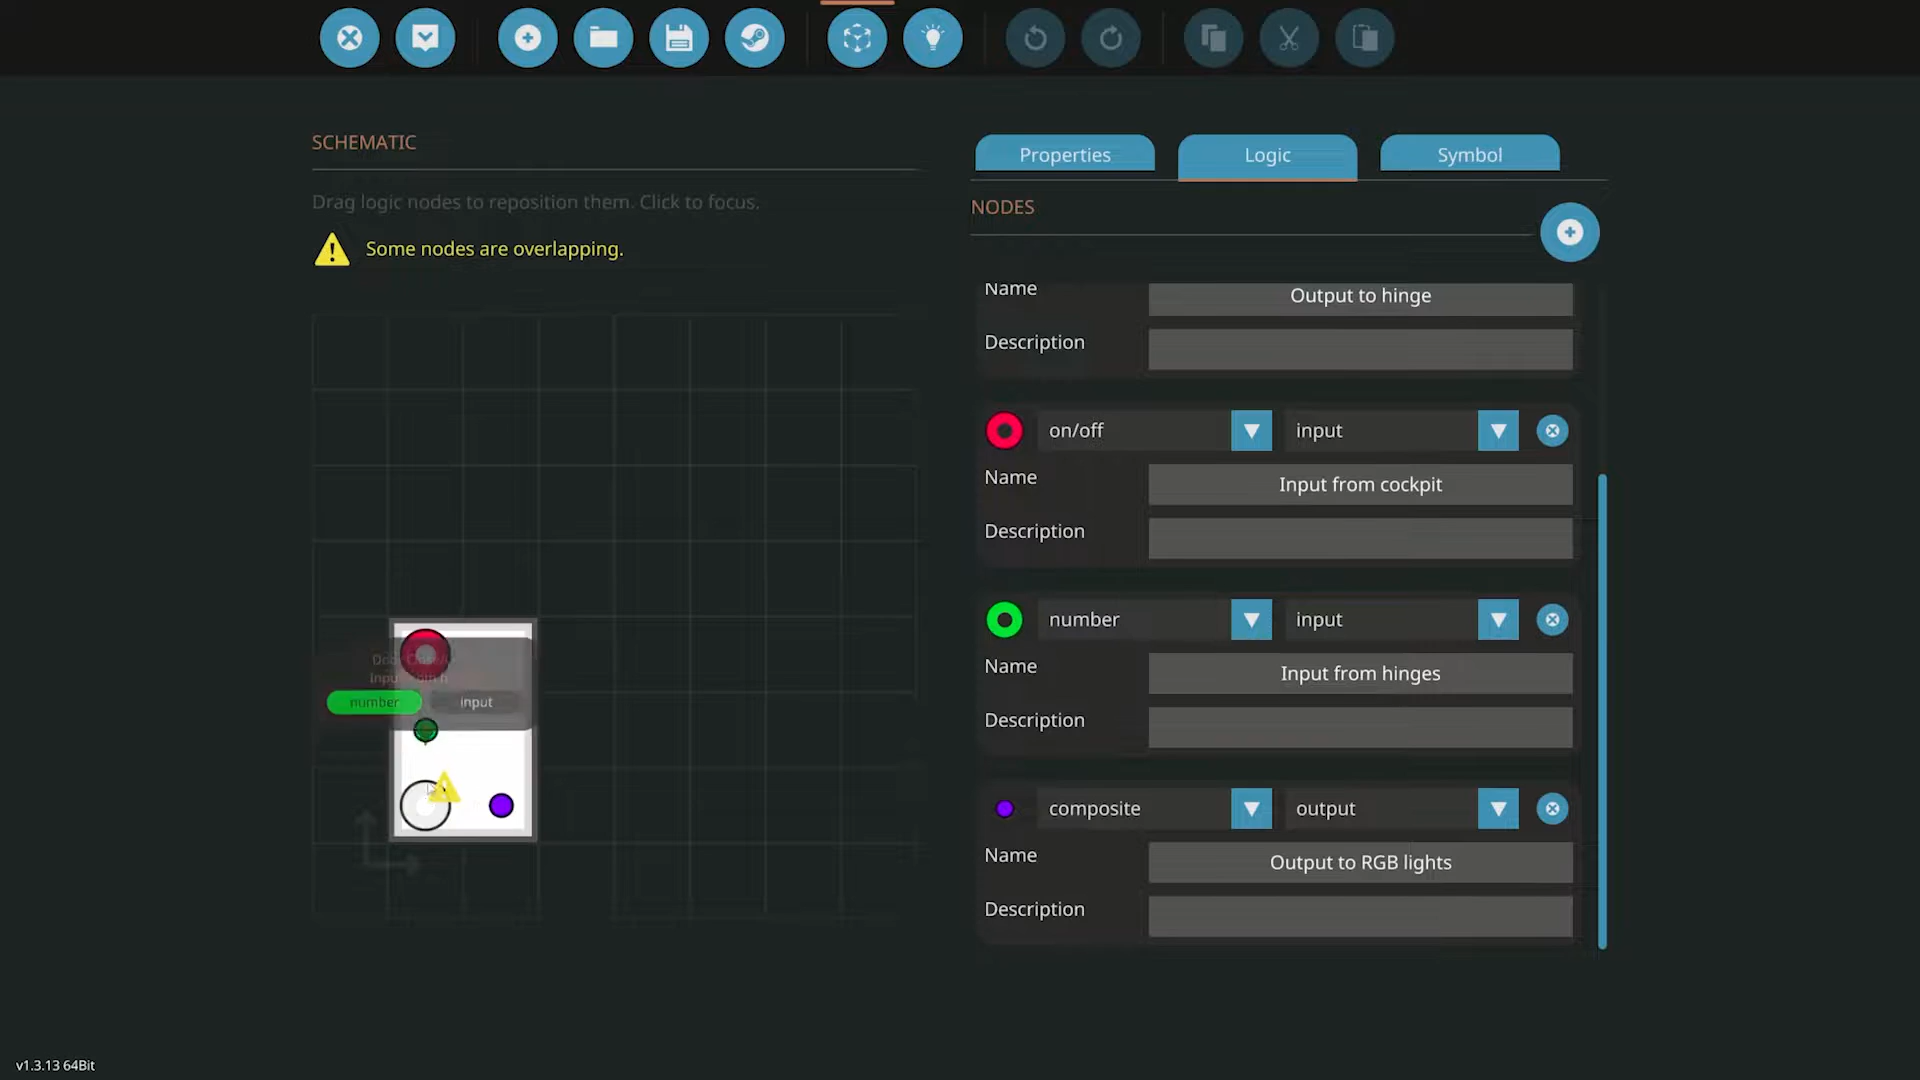 SCHEMATIC
Drag logic nodes to reposition them. Click to focus.
Some nodes are overlapping.
number
input
Properties
Logic
Symbol
NODES
Name
Output to hinge
Description
on/off
input
Name
Input from cockpit
Description
number
input
Name
Input from hinges
Description
composite
output
Name
Output to RGB lights
Description
v1.3.13 64Bit